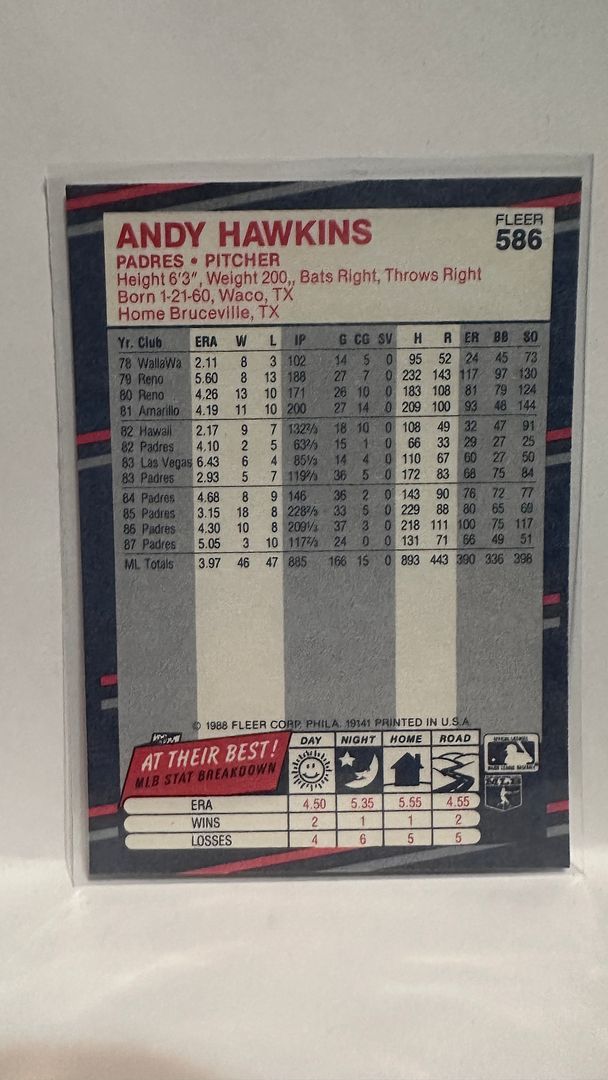 ANDY HAWKINS
FLEER
586
PADRES • PITCHER
Height 6'3", Weight 200,, Bats Right, Throws Right
Born 1-21-60, Waco, TX
Home Bruceville, TX
Yr. Club ERA W L IP G CG SV H R ER BB SO
78 WallaWa 2.11 8 3 102 14 5 0 95 52 24 45 73
79 Reno 5.60 8 13 188 27 7 0 232 143 117 97 130
80 Reno 4.26 13 10 171 26 10 0 183 108 81 79 124
81 Amarillo 4.19 11 10 200 27 14 0 209 100 93 48 144
82 Hawaii 2.17 9 7 132⅔ 18 10 0 108 49 32 47 91
82 Padres 4.10 2 5 63⅔ 15 1 0 66 33 29 27 25
83 Las Vegas 6.43 6 4 85⅓ 14 4 0 110 67 60 27 50
83 Padres 2.93 5 7 119⅔ 36 5 0 172 83 68 75 84
84 Padres 4.68 8 9 146 36 2 0 143 90 76 72 77
85 Padres 3.15 18 8 228⅔ 33 5 0 229 88 80 65 69
86 Padres 4.30 10 8 209⅓ 37 3 0 218 111 100 75 117
87 Padres 5.05 3 10 117⅔ 24 0 0 131 71 66 49 51
ML Totals 3.97 46 47 885 166 15 0 893 443 390 336 398
© 1988 FLEER CORP. PHILA. 19141 PRINTED IN U.S.A.
AT THEIR BEST!
MLB STAT BREAKDOWN
DAY NIGHT HOME ROAD
ERA 4.50 5.35 5.55 4.55
WINS 2 1 1 2
LOSSES 4 6 5 5